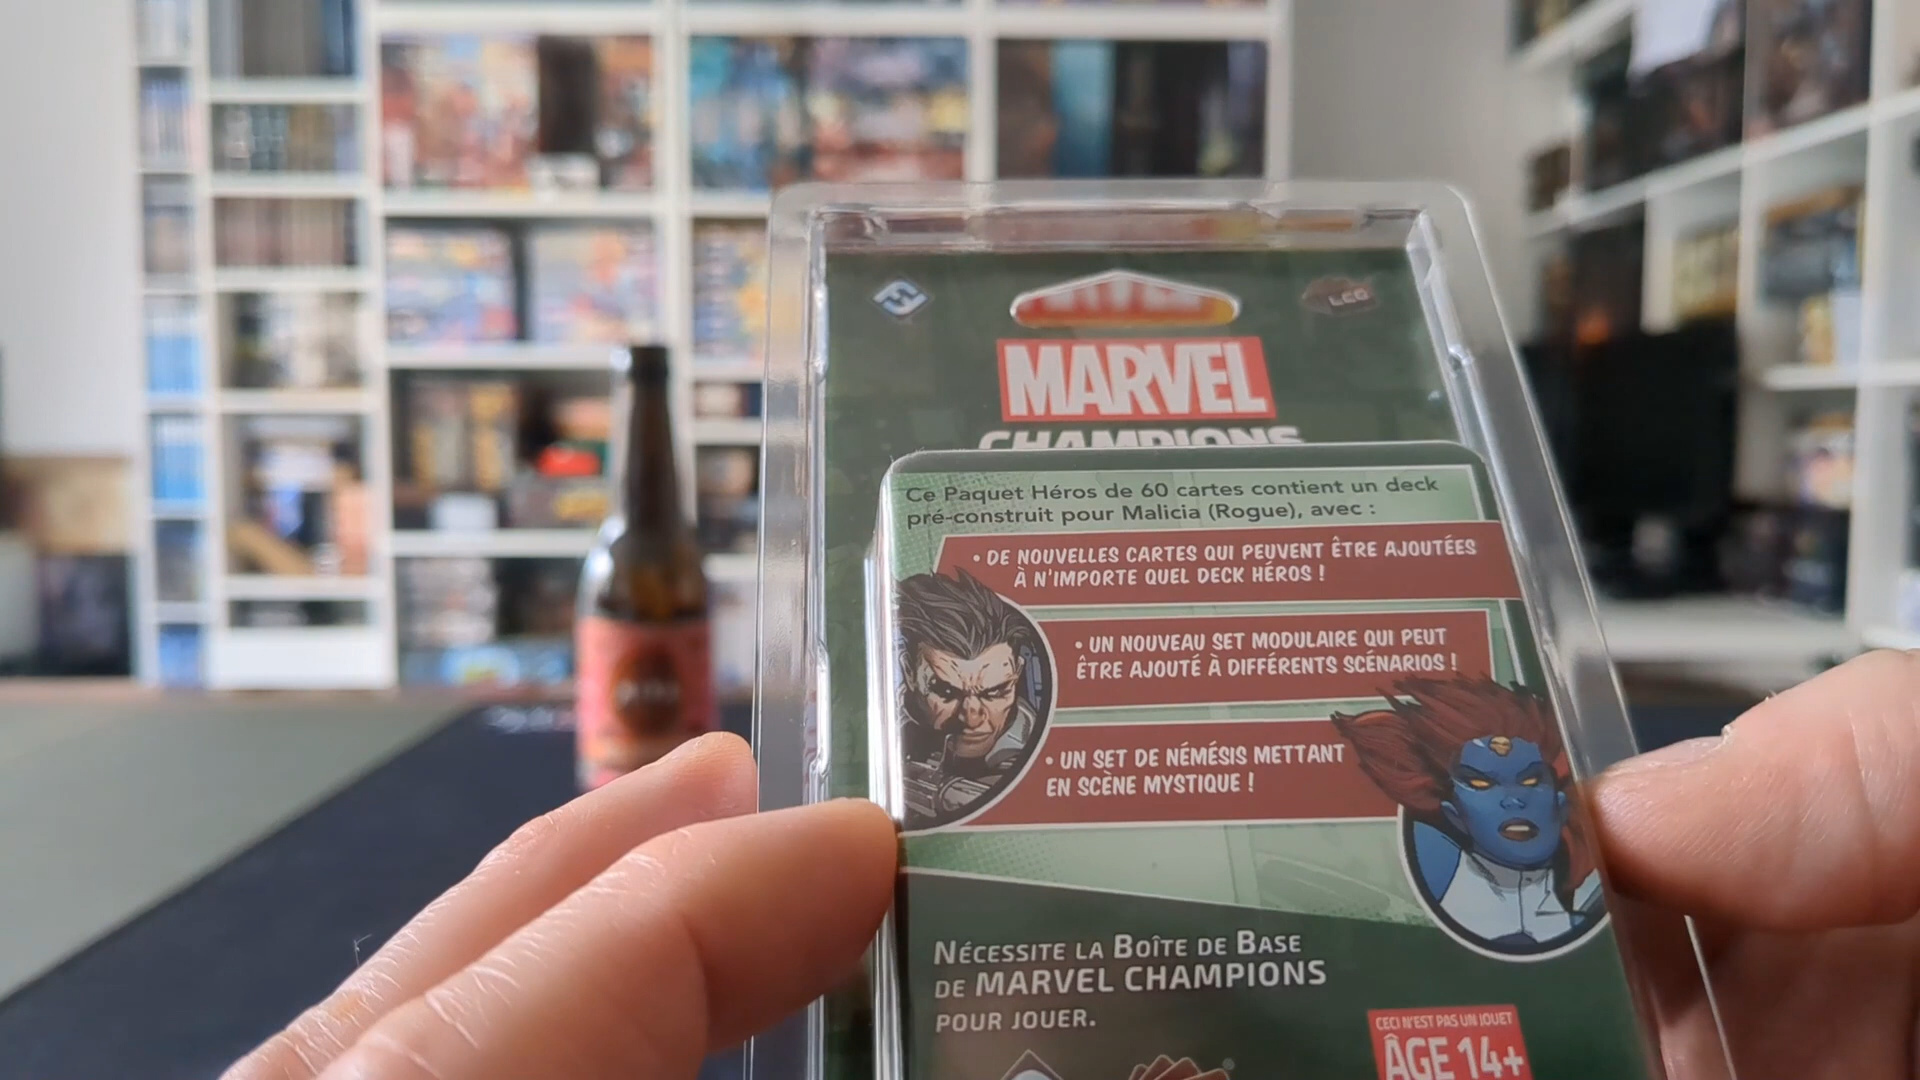 LCG
MARVEL
CHAMPIONS
Ce Paquet Héros de 60 cartes contient un deck
pré-construit pour Malicia (Rogue), avec :
• DE NOUVELLES CARTES QUI PEUVENT ÊTRE AJOUTÉES
À N'IMPORTE QUEL DECK HÉROS !
• UN NOUVEAU SET MODULAIRE QUI PEUT
ÊTRE AJOUTÉ À DIFFÉRENTS SCÉNARIOS !
• UN SET DE NÉMÉSIS METTANT
EN SCÈNE MYSTIQUE !
NÉCESSITE LA BOÎTE DE BASE
DE MARVEL CHAMPIONS
POUR JOUER.
CECI N'EST PAS UN JOUET
ÂGE 14+